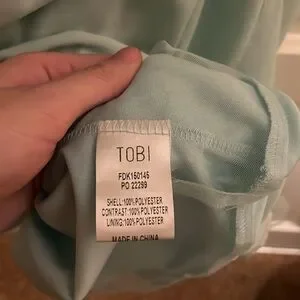 TOBI
FDK150145
PO 22299
SHELL:100%POLYESTER
CONTRAST:100%POLYESTER
LINING:100%POLYESTER
MADE IN CHINA